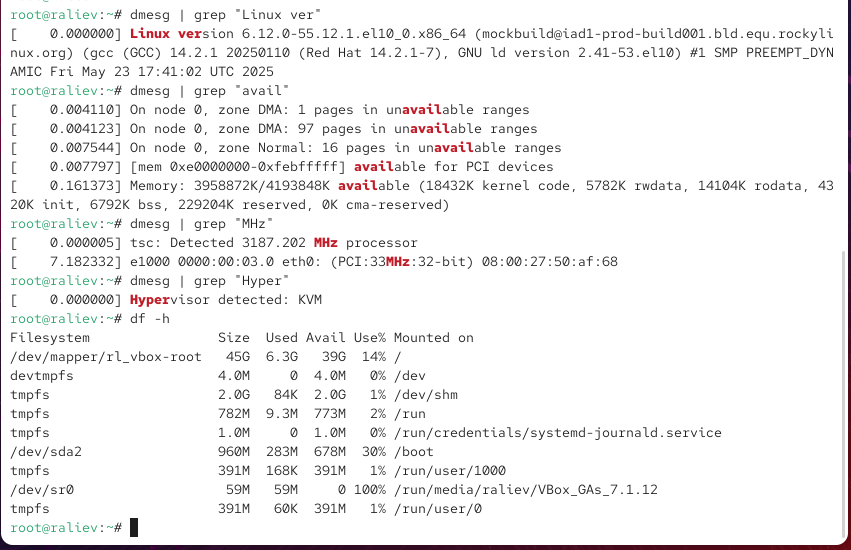 root@raliev:~# dmesg | grep "Linux ver"
[    0.000000] Linux version 6.12.0-55.12.1.el10_0.x86_64 (mockbuild@iad1-prod-build001.bld.equ.rockyli
nux.org) (gcc (GCC) 14.2.1 20250110 (Red Hat 14.2.1-7), GNU ld version 2.41-53.el10) #1 SMP PREEMPT_DYN
AMIC Fri May 23 17:41:02 UTC 2025
root@raliev:~# dmesg | grep "avail"
[    0.004110] On node 0, zone DMA: 1 pages in unavailable ranges
[    0.004123] On node 0, zone DMA: 97 pages in unavailable ranges
[    0.007544] On node 0, zone Normal: 16 pages in unavailable ranges
[    0.007797] [mem 0xe0000000-0xfebfffff] available for PCI devices
[    0.161373] Memory: 3958872K/4193848K available (18432K kernel code, 5782K rwdata, 14104K rodata, 43
20K init, 6792K bss, 229204K reserved, 0K cma-reserved)
root@raliev:~# dmesg | grep "MHz"
[    0.000005] tsc: Detected 3187.202 MHz processor
[    7.182332] e1000 0000:00:03.0 eth0: (PCI:33MHz:32-bit) 08:00:27:50:af:68
root@raliev:~# dmesg | grep "Hyper"
[    0.000000] Hypervisor detected: KVM
root@raliev:~# df -h
Filesystem                Size  Used Avail Use% Mounted on
/dev/mapper/rl_vbox-root   45G  6.3G   39G  14% /
devtmpfs                  4.0M     0  4.0M   0% /dev
tmpfs                     2.0G   84K  2.0G   1% /dev/shm
tmpfs                     782M  9.3M  773M   2% /run
tmpfs                     1.0M     0  1.0M   0% /run/credentials/systemd-journald.service
/dev/sda2                 960M  283M  678M  30% /boot
tmpfs                     391M  168K  391M   1% /run/user/1000
/dev/sr0                   59M   59M     0 100% /run/media/raliev/VBox_GAs_7.1.12
tmpfs                     391M   60K  391M   1% /run/user/0
root@raliev:~#